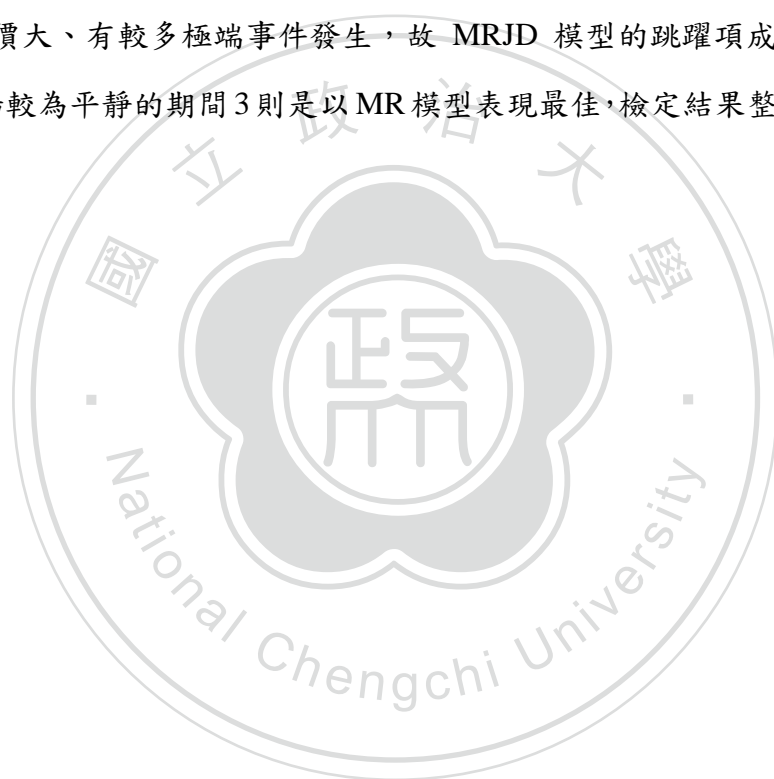 價大、有較多極端事件發生，故 MRJD 模型的跳躍項成
較為平靜的期間 3 則是以 MR 模型表現最佳，檢定結果整
國立政治大學
政
National Chengchi University